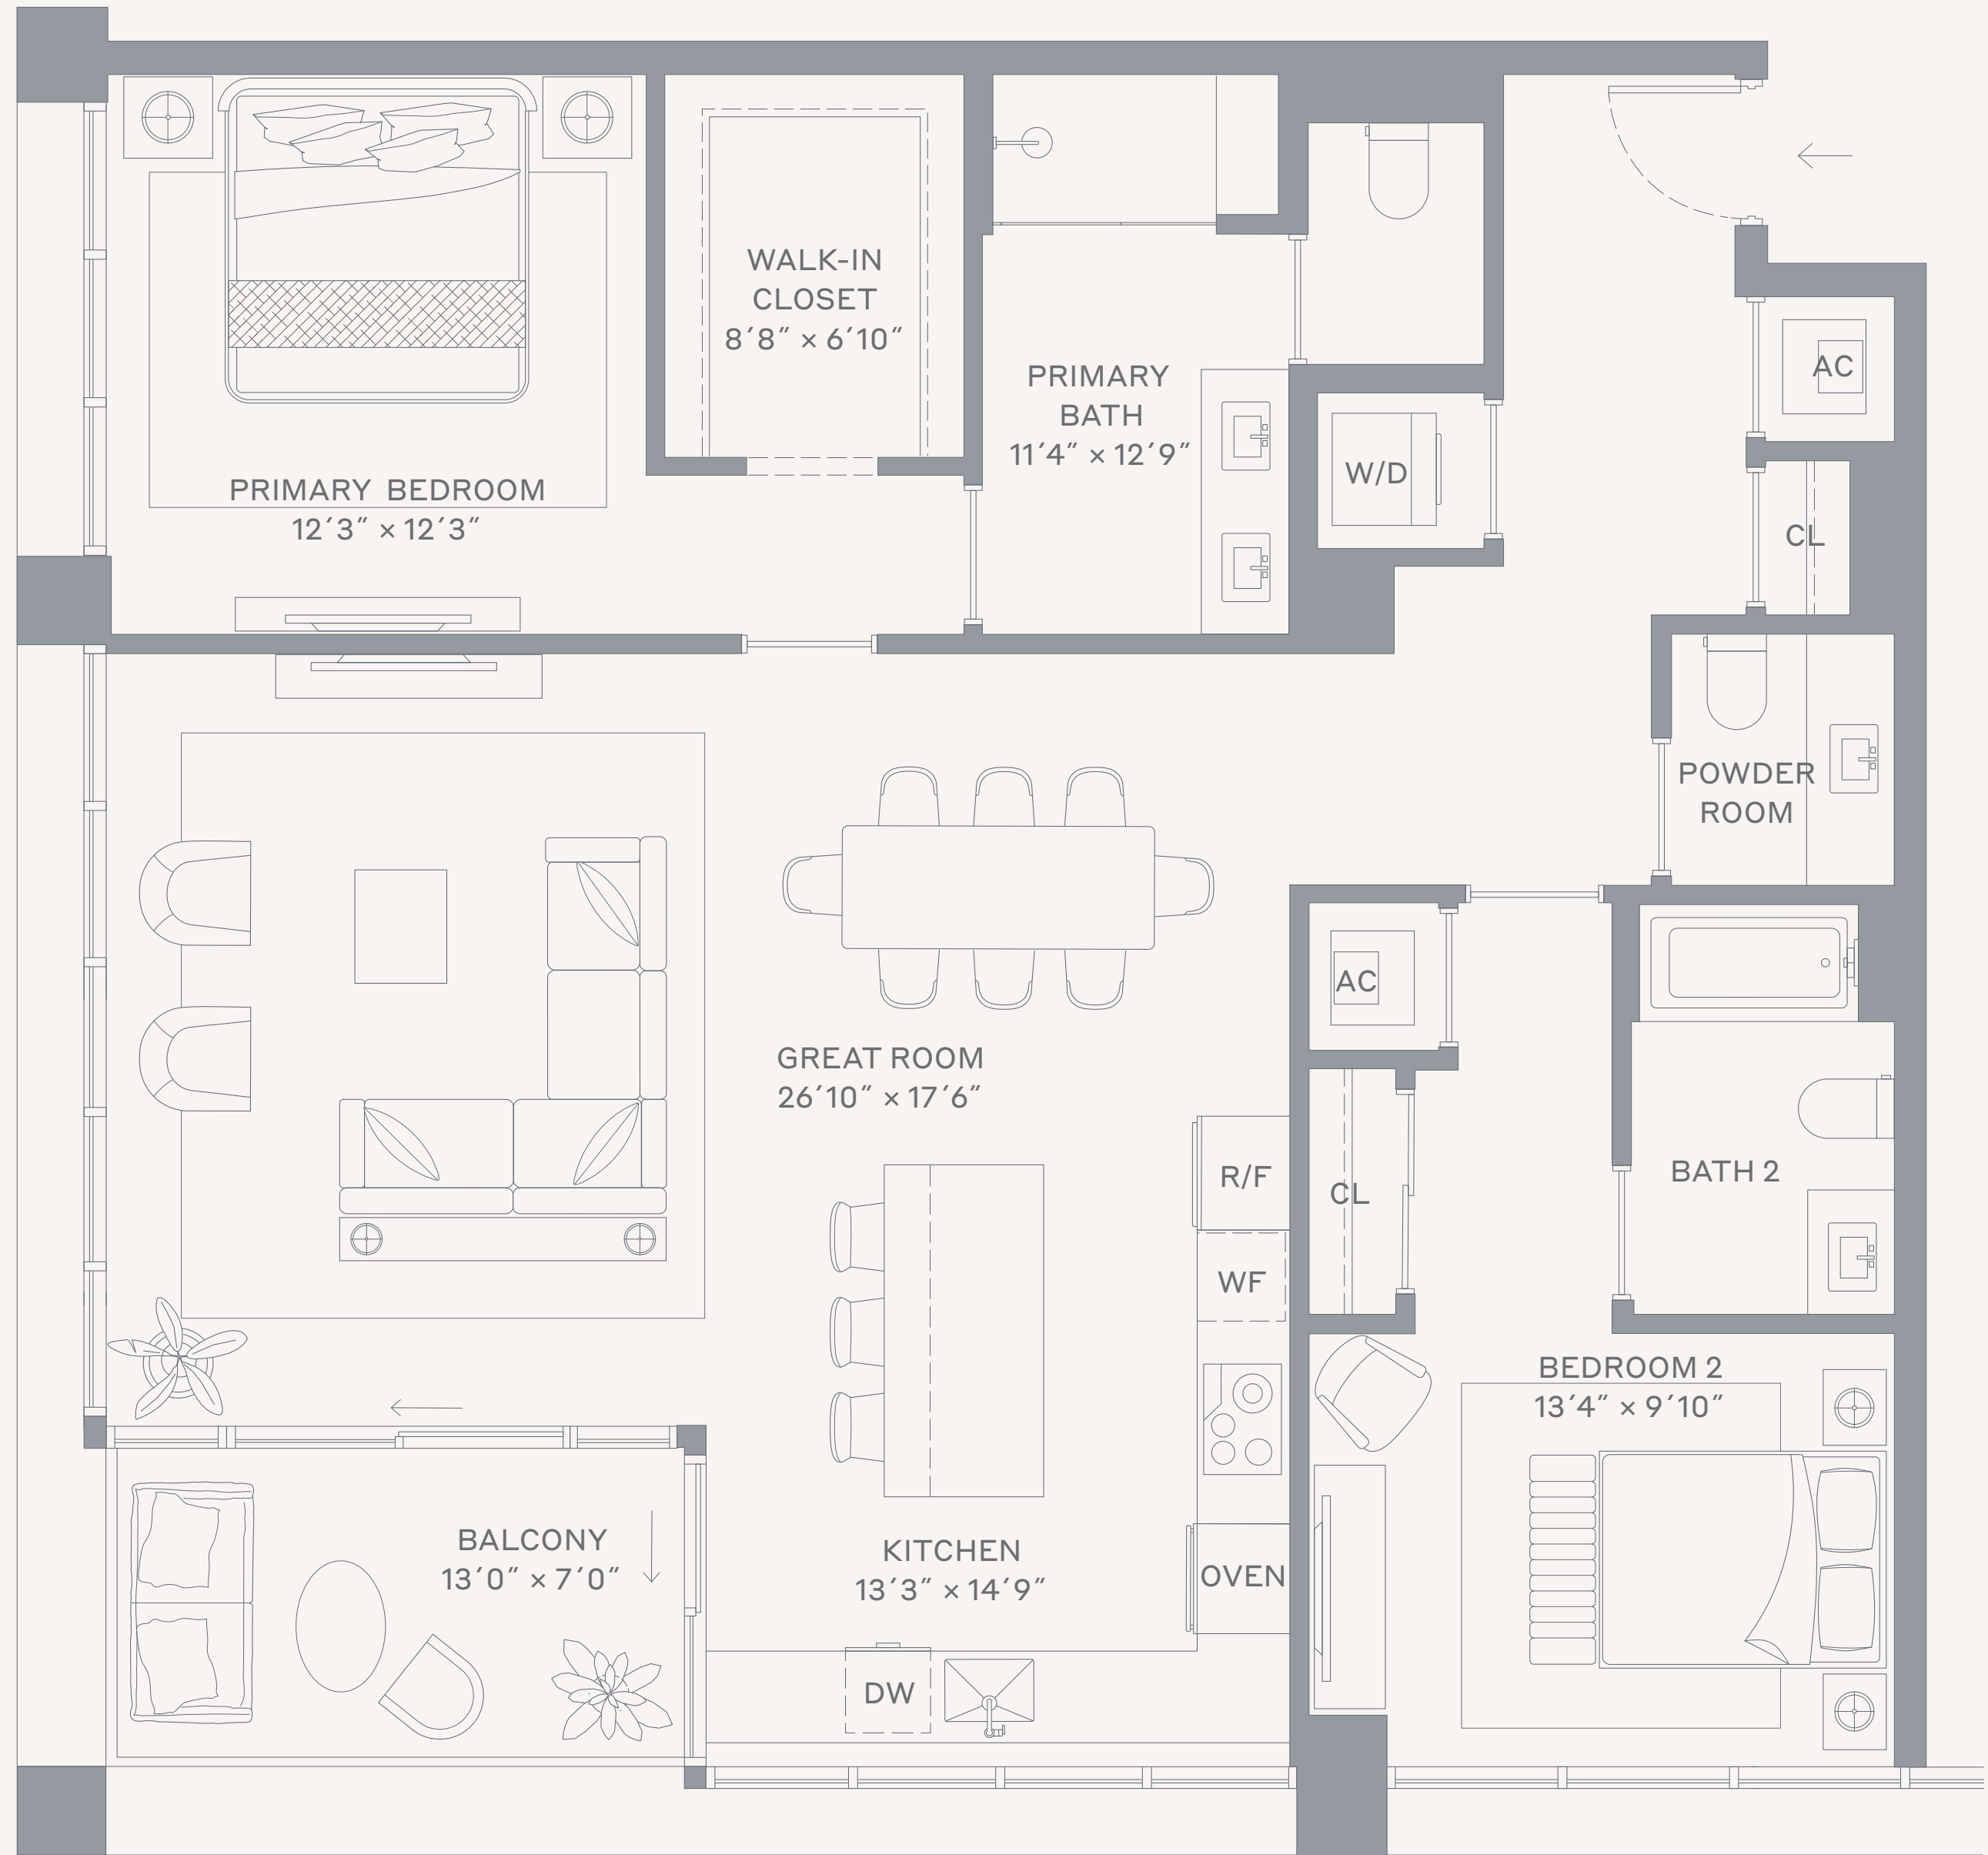 WALK-IN
CLOSET
8´8˝ × 6´10˝
PRIMARY
BATH
11´4˝ × 12´9˝
AC
W/D
PRIMARY BEDROOM
12´3˝ × 12´3˝
CL
POWDER
ROOM
AC
GREAT ROOM
26´10˝ × 17´6˝
R/F
CL
BATH 2
WF
BEDROOM 2
13´4˝ × 9´10˝
BALCONY
13´0˝ × 7´0˝
KITCHEN
13´3˝ × 14´9˝
OVEN
DW